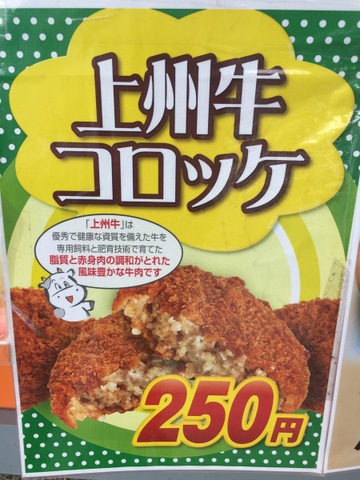 上州牛
コロッケ
「上州牛」は
優秀で健康な資質を備えた牛を
専用飼料と肥育技術で育てた
脂質と赤身肉の調和がとれた
風味豊かな牛肉です
250円